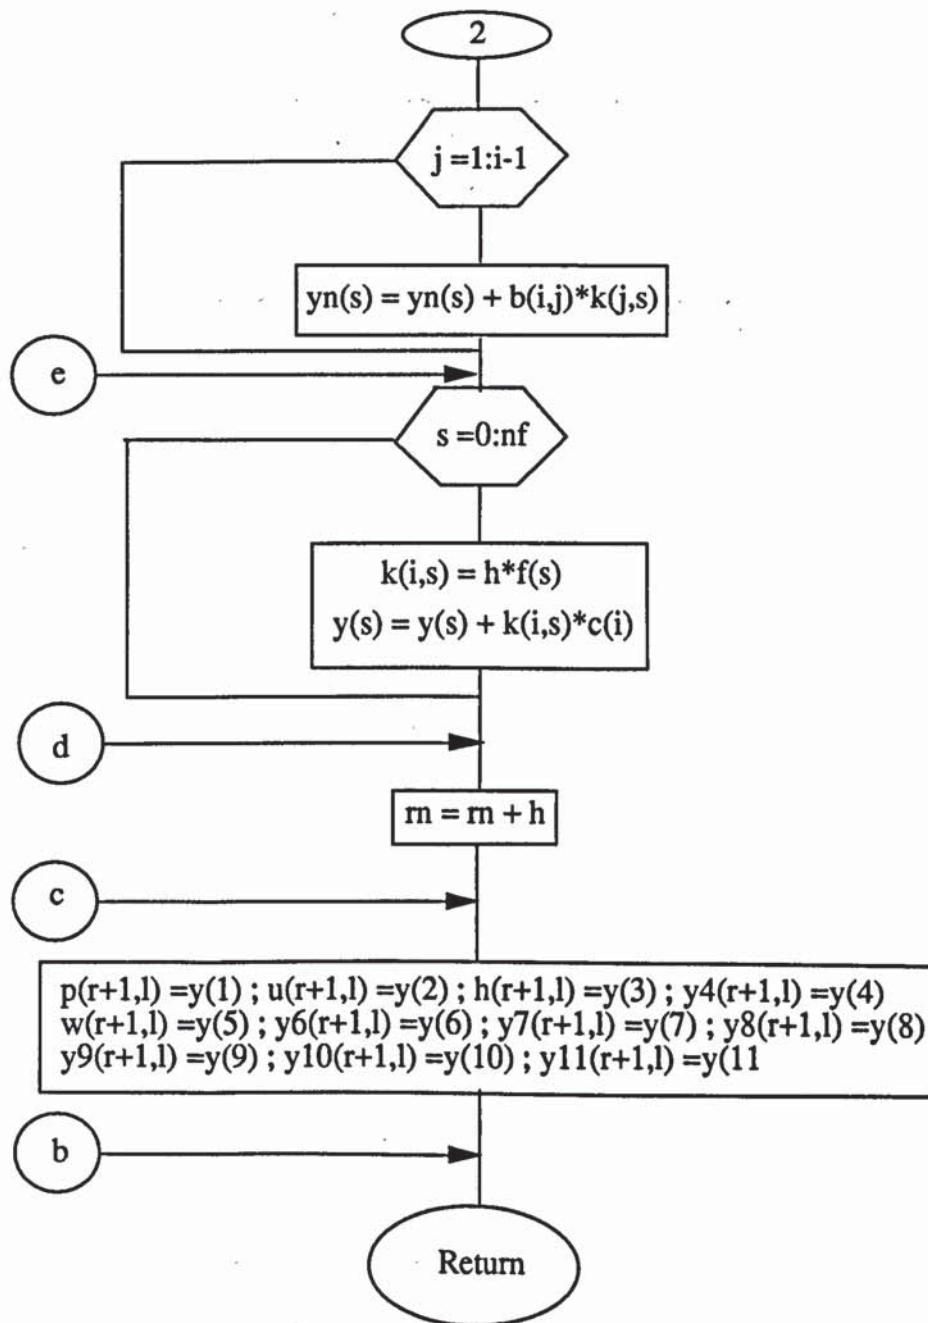 2
j =1:i-1
yn(s) = yn(s) + b(i,j)*k(j,s)
e
s =0:nf
k(i,s) = h*f(s)
y(s) = y(s) + k(i,s)*c(i)
d
rn = rn + h
c
p(r+1,l) =y(1) ; u(r+1,l) =y(2) ; h(r+1,l) =y(3) ; y4(r+1,l) =y(4)
w(r+1,l) =y(5) ; y6(r+1,l) =y(6) ; y7(r+1,l) =y(7) ; y8(r+1,l) =y(8)
y9(r+1,l) =y(9) ; y10(r+1,l) =y(10) ; y11(r+1,l) =y(11
b
Return